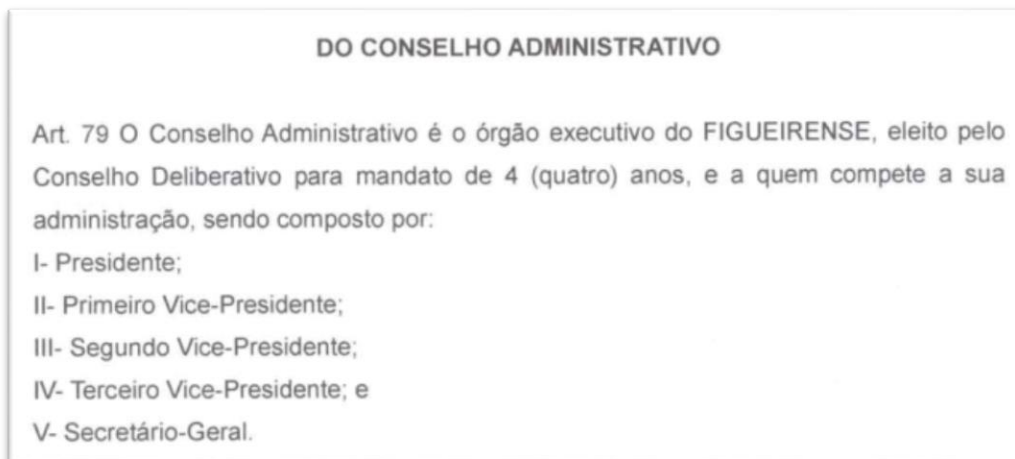 DO CONSELHO ADMINISTRATIVO
Art. 79 O Conselho Administrativo é o órgão executivo do FIGUEIRENSE, eleito pelo
Conselho Deliberativo para mandato de 4 (quatro) anos, e a quem compete a sua
administração, sendo composto por:
I- Presidente;
II- Primeiro Vice-Presidente;
III- Segundo Vice-Presidente;
IV- Terceiro Vice-Presidente; e
V- Secretário-Geral.